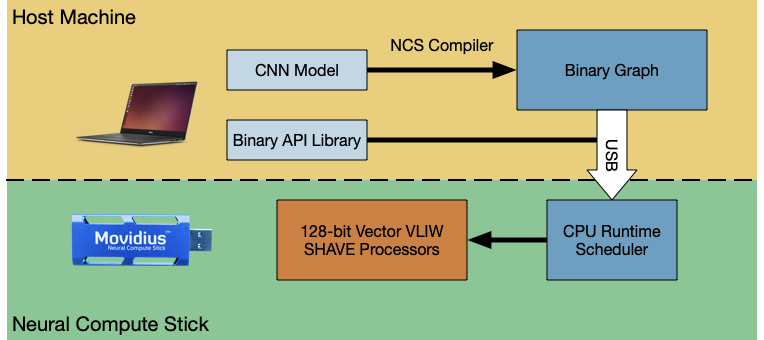 Host Machine
NCS Compiler
CNN Model
Binary Graph
Binary API Library
USB
Movidius™
Neural Compute Stick
128-bit Vector VLIW
SHAVE Processors
CPU Runtime
Scheduler
Neural Compute Stick